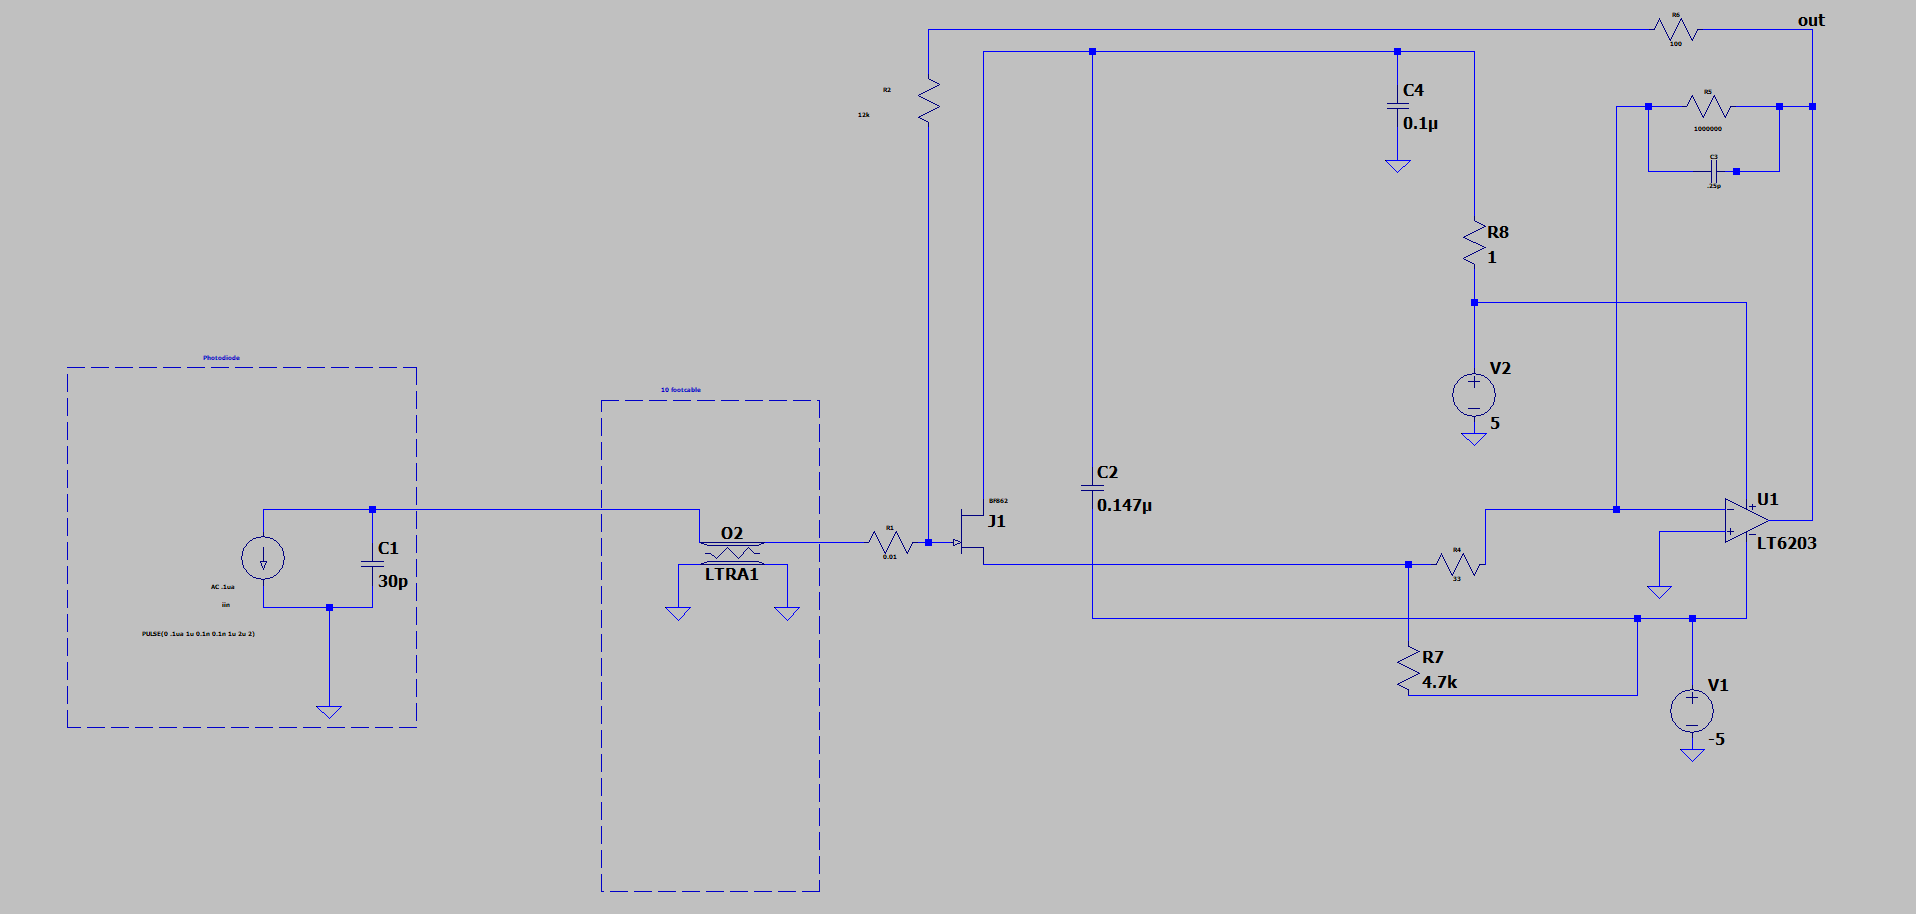 R6
out
100
R2
12k
C4
0.1µ
R5
1000000
C3
.25p
R8
1
V2
5
Photodiode
10 footcable
C2
0.147µ
BF862
J1
U1
LT6203
C1
30p
AC .1ua
iin
PULSE(0 .1ua 1u 0.1n 0.1n 1u 2u 2)
O2
LTRA1
R1
0.01
R4
33
R7
4.7k
V1
-5